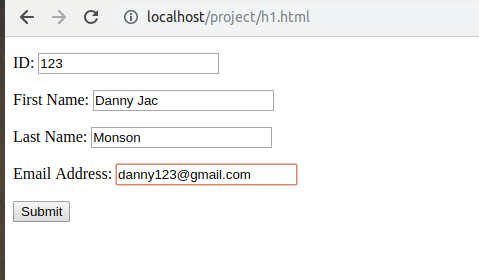 localhost/project/h1.html
ID: 123
First Name: Danny Jac
Last Name: Monson
Email Address: danny123@gmail.com
Submit